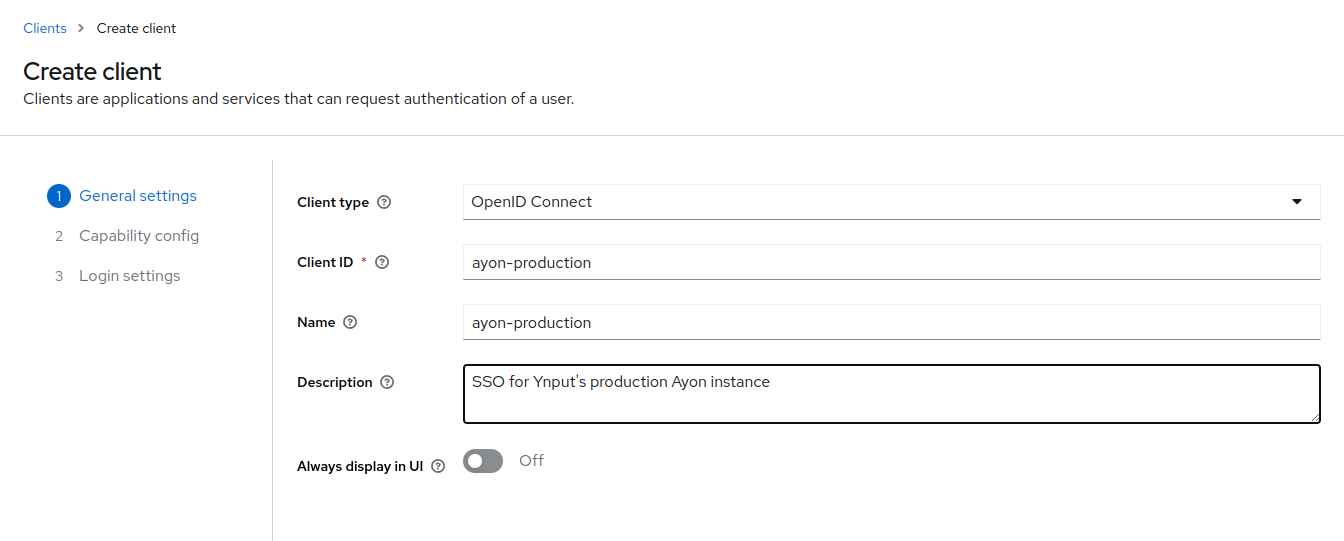 Clients > Create client
Create client
Clients are applications and services that can request authentication of a user.
1 General settings
2 Capability config
3 Login settings
Client type OpenID Connect
Client ID * ayon-production
Name ayon-production
Description SSO for Ynput's production Ayon instance
Always display in UI Off